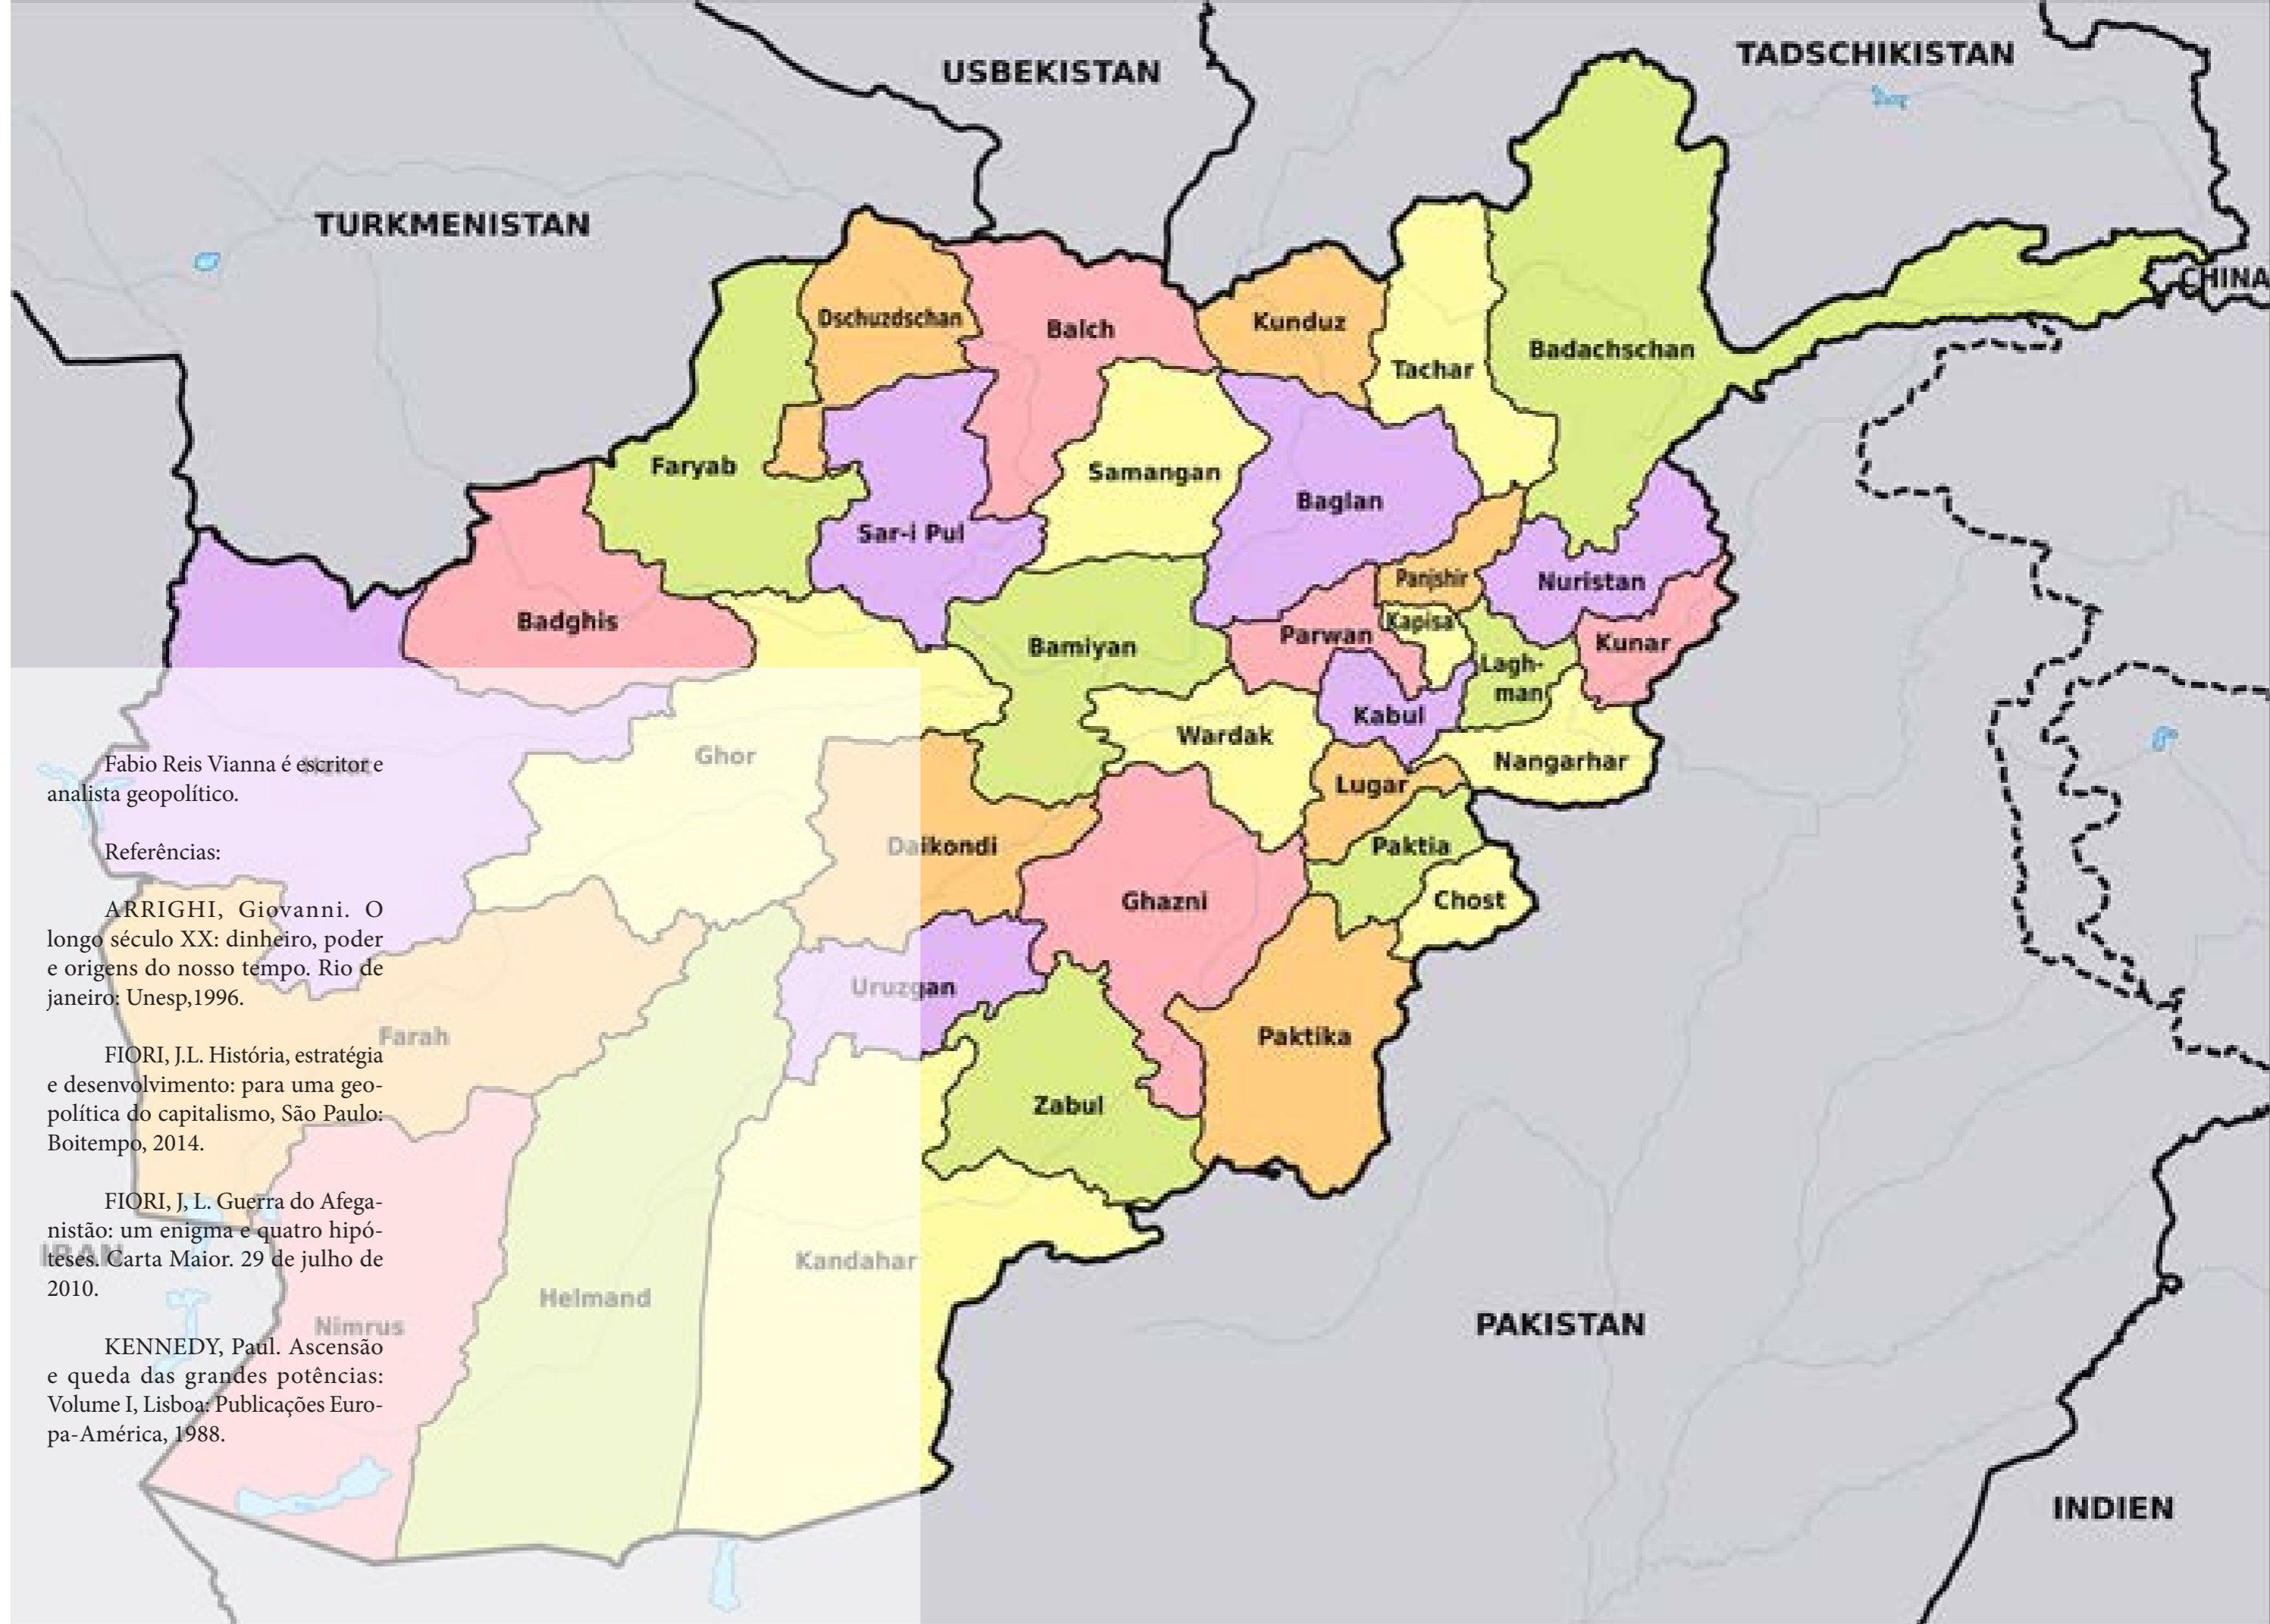 USBEKISTAN
TADSCHIKISTAN
TURKMENISTAN
CHINA
Dschuzdschan
Balch
Kunduz
Tachar
Badachschan
Faryab
Samangan
Baglan
Sar-i Pul
Panjshir
Nuristan
Badghis
Kapisa
Parwan
Kunar
Bamiyan
Lagh-
man
Kabul
Wardak
Ghor
Nangarhar
Lugar
Daikondi
Paktia
Ghazni
Chost
Uruzgan
Farah
Paktika
Zabul
Kandahar
Helmand
Nimrus
IRAN
PAKISTAN
INDIEN
Fabio Reis Vianna é escritor e
analista geopolítico.
Referências:
ARRIGHI, Giovanni. O
longo século XX: dinheiro, poder
e origens do nosso tempo. Rio de
janeiro: Unesp,1996.
FIORI, J.L. História, estratégia
e desenvolvimento: para uma geo-
política do capitalismo, São Paulo:
Boitempo, 2014.
FIORI, J, L. Guerra do Afega-
nistão: um enigma e quatro hipó-
teses. Carta Maior. 29 de julho de
2010.
KENNEDY, Paul. Ascensão
e queda das grandes potências:
Volume I, Lisboa: Publicações Euro-
pa-América, 1988.